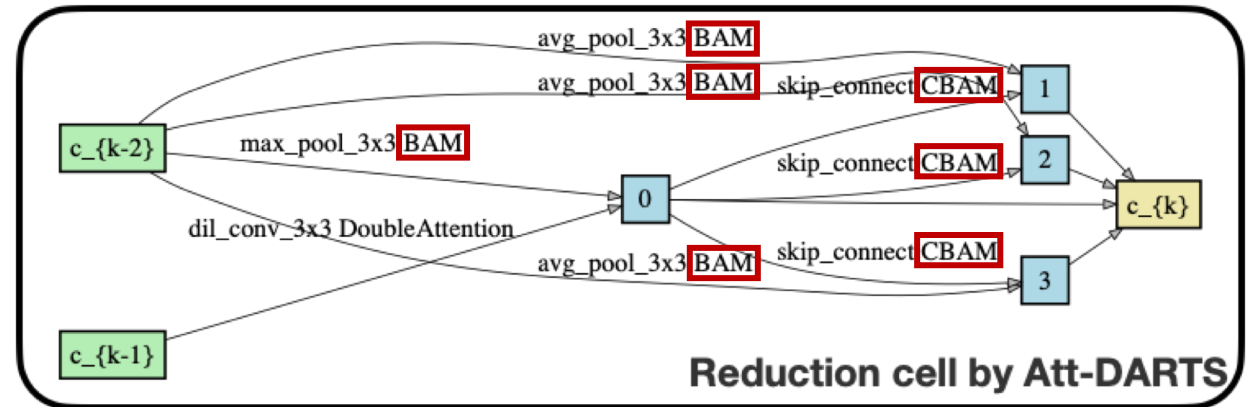 avg_pool_3x3 BAM
avg_pool_3x3 BAM
skip_connect CBAM
1
c_{k-2}
max_pool_3x3 BAM
skip_connect CBAM
2
0
c_{k}
dil_conv_3x3 DoubleAttention
avg_pool_3x3 BAM
skip_connect CBAM
3
c_{k-1}
Reduction cell by Att-DARTS